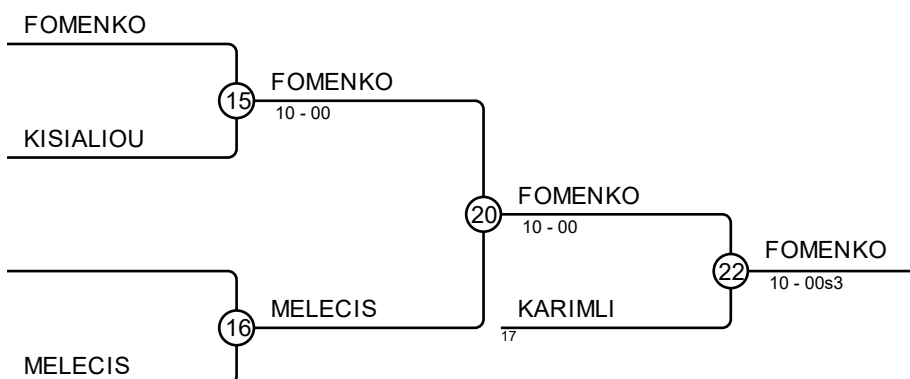 FOMENKO
15
FOMENKO
10 - 00
KISIALIOU
20
FOMENKO
10 - 00
22
FOMENKO
10 - 00s3
16
MELECIS
17
KARIMLI
MELECIS